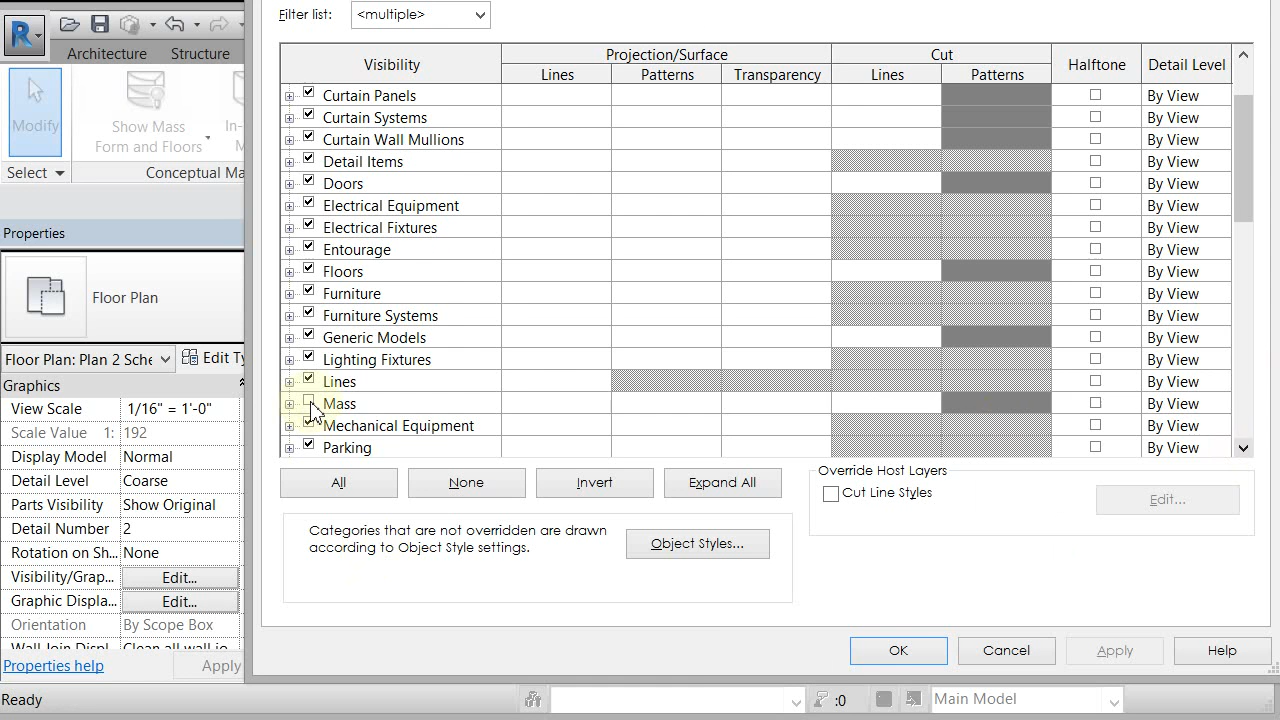 Filter list: <multiple>
R
Architecture Structure
Modify
Show Mass
Form and Floors
In-
Select
Conceptual Ma
Properties
Floor Plan
Floor Plan: Plan 2 Sche
Edit Ty
Graphics
View Scale 1/16" = 1'-0"
Scale Value 1: 192
Display Model Normal
Detail Level Coarse
Parts Visibility Show Original
Detail Number 2
Rotation on Sh... None
Visibility/Grap... Edit...
Graphic Displa... Edit...
Orientation By Scope Box
Properties help
Apply
Ready
Visibility
Projection/Surface
Cut
Halftone
Detail Level
Lines Patterns Transparency Lines Patterns
Curtain Panels By View
Curtain Systems By View
Curtain Wall Mullions By View
Detail Items By View
Doors By View
Electrical Equipment By View
Electrical Fixtures By View
Entourage By View
Floors By View
Furniture By View
Furniture Systems By View
Generic Models By View
Lighting Fixtures By View
Lines By View
Mass By View
Mechanical Equipment By View
Parking By View
All None Invert Expand All
Override Host Layers
Cut Line Styles
Edit...
Categories that are not overridden are drawn
according to Object Style settings.
Object Styles...
OK Cancel Apply Help
:0
Main Model